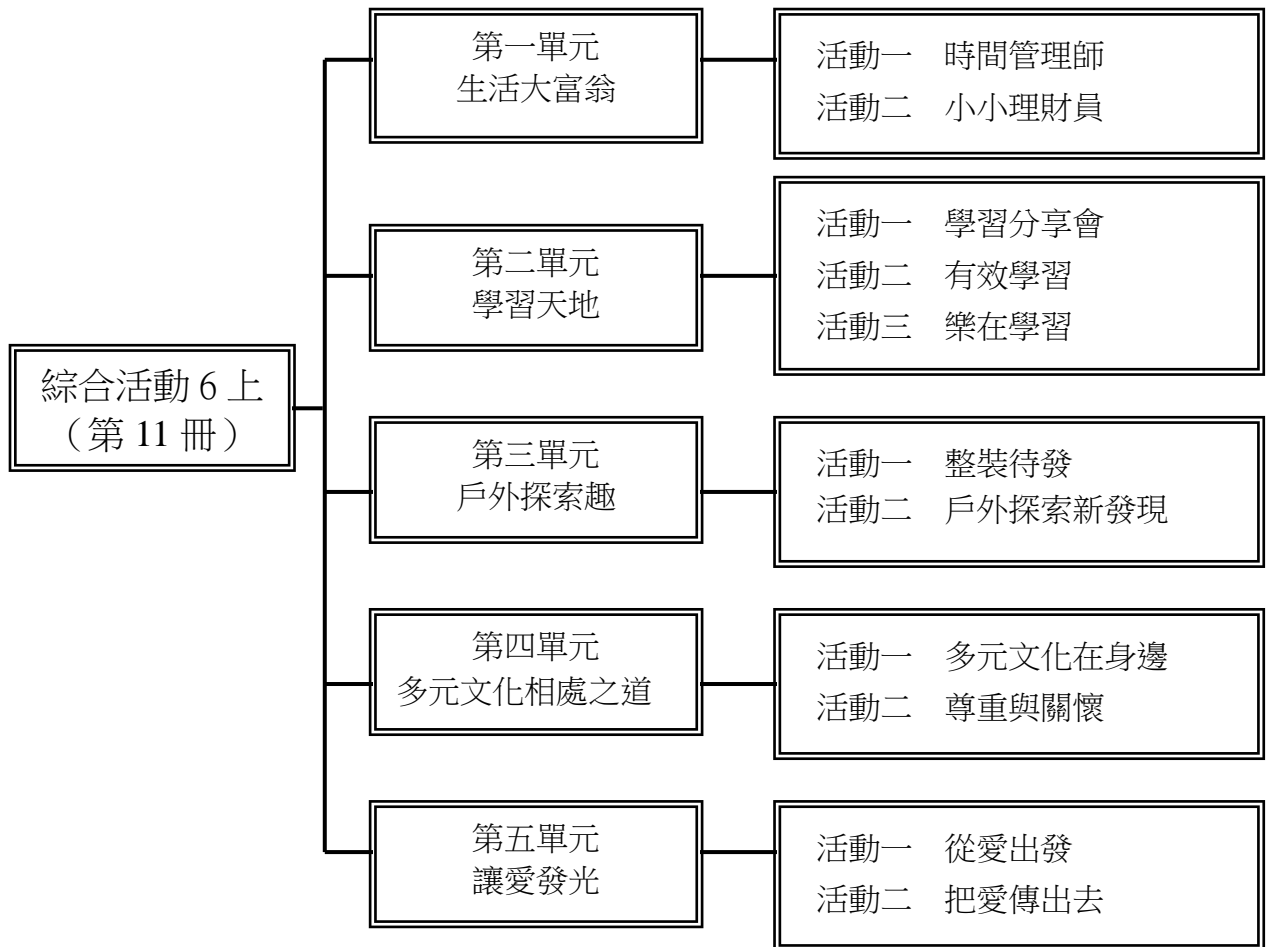 第一單元
生活大富翁
活動一　時間管理師
活動二　小小理財員
第二單元
學習天地
活動一　學習分享會
活動二　有效學習
活動三　樂在學習
綜合活動 6 上
（第 11 冊）
第三單元
戶外探索趣
活動一　整裝待發
活動二　戶外探索新發現
第四單元
多元文化相處之道
活動一　多元文化在身邊
活動二　尊重與關懷
第五單元
讓愛發光
活動一　從愛出發
活動二　把愛傳出去